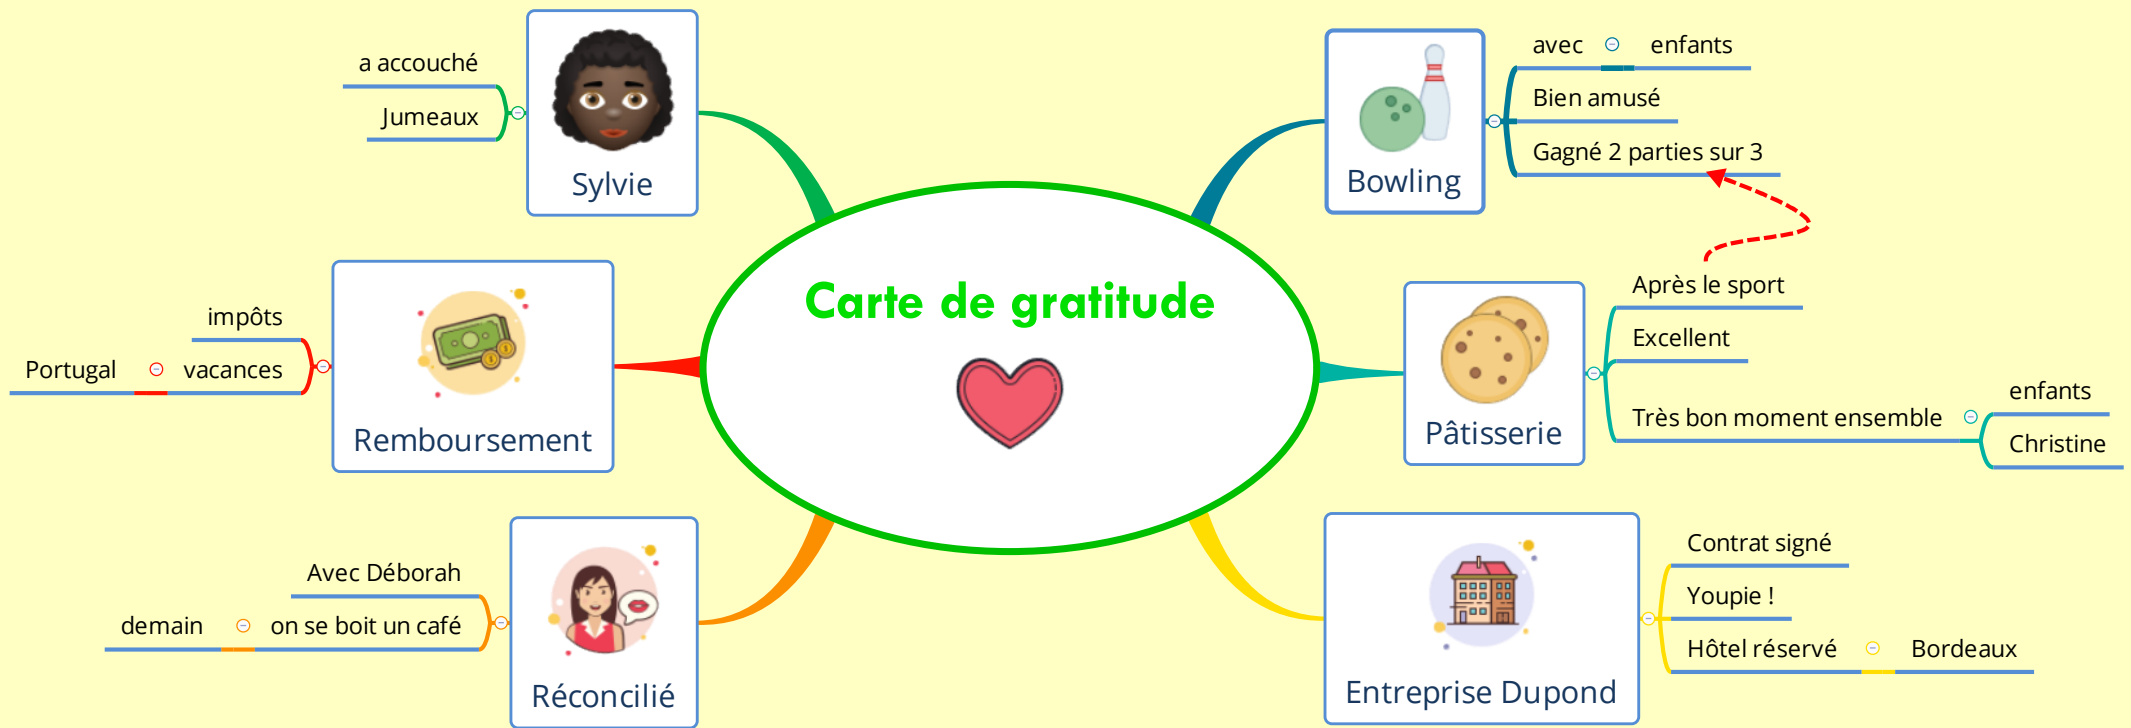 Carte de gratitude
Bowling
avec
enfants
Bien amusé
Gagné 2 parties sur 3
Pâtisserie
Après le sport
Excellent
Très bon moment ensemble
enfants
Christine
Entreprise Dupond
Contrat signé
Youpie !
Hôtel réservé
Bordeaux
Réconcilié
Avec Déborah
on se boit un café
demain
Remboursement
impôts
vacances
Portugal
Sylvie
a accouché
Jumeaux